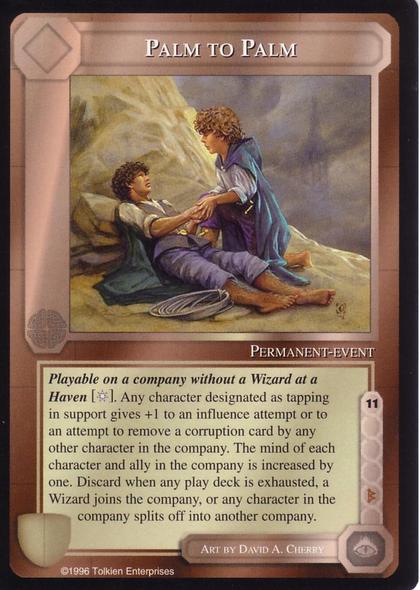 PALM TO PALM
PERMANENT-EVENT
Playable on a company without a Wizard at a
Haven [ ]. Any character designated as tapping
in support gives +1 to an influence attempt or to
an attempt to remove a corruption card by any
other character in the company. The mind of each
character and ally in the company is increased by
one. Discard when any play deck is exhausted, a
Wizard joins the company, or any character in the
company splits off into another company.
11
ART BY DAVID A. CHERRY
©1996 Tolkien Enterprises